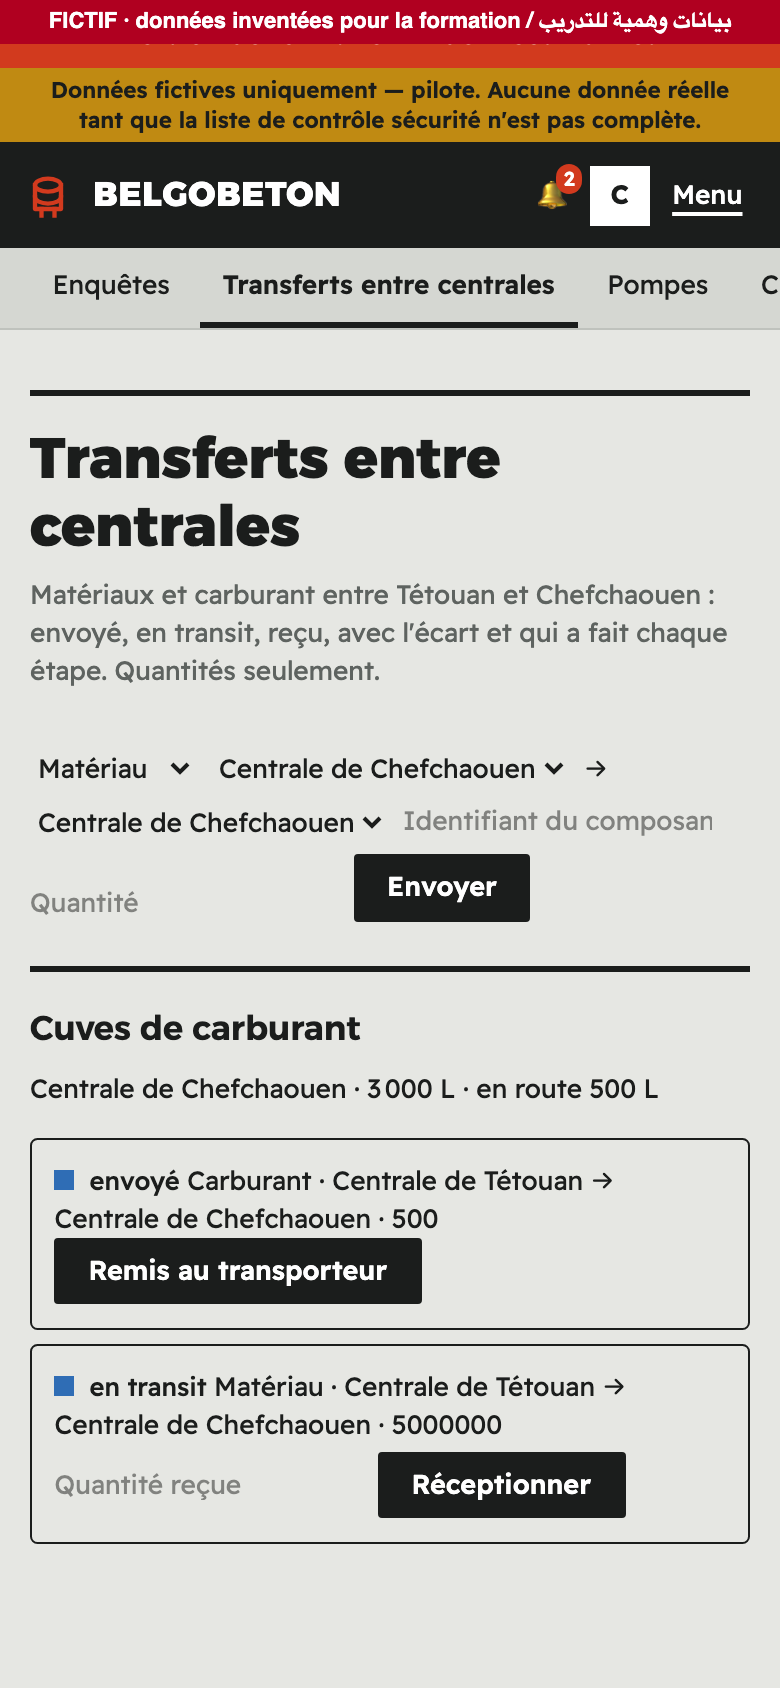 FICTIF · données inventées pour la formation / بيانات وهمية للتدريب
Données fictives uniquement — pilote. Aucune donnée réelle
tant que la liste de contrôle sécurité n'est pas complète.
BELGOBETON
2
C
Menu
Enquêtes
Transferts entre centrales
Pompes
C
Transferts entre
centrales
Matériaux et carburant entre Tétouan et Chefchaouen :
envoyé, en transit, reçu, avec l'écart et qui a fait chaque
étape. Quantités seulement.
Matériau
Centrale de Chefchaouen
→
Centrale de Chefchaouen
Identifiant du composan
Quantité
Envoyer
Cuves de carburant
Centrale de Chefchaouen · 3 000 L · en route 500 L
envoyé Carburant · Centrale de Tétouan →
Centrale de Chefchaouen · 500
Remis au transporteur
en transit Matériau · Centrale de Tétouan →
Centrale de Chefchaouen · 5000000
Quantité reçue
Réceptionner